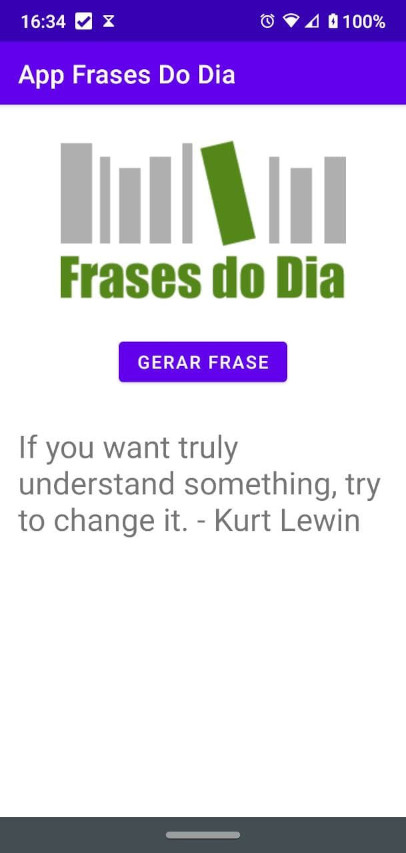 16:34
100%
App Frases Do Dia
Frases do Dia
GERAR FRASE
If you want truly
understand something, try
to change it. - Kurt Lewin